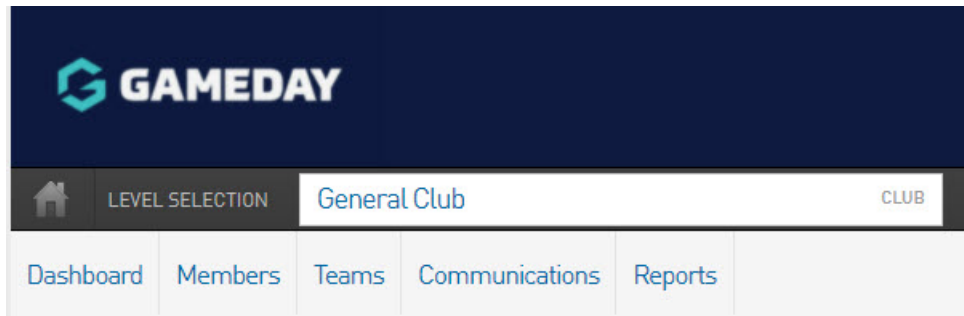 GAMEDAY
LEVEL SELECTION General Club CLUB
Dashboard Members Teams Communications Reports